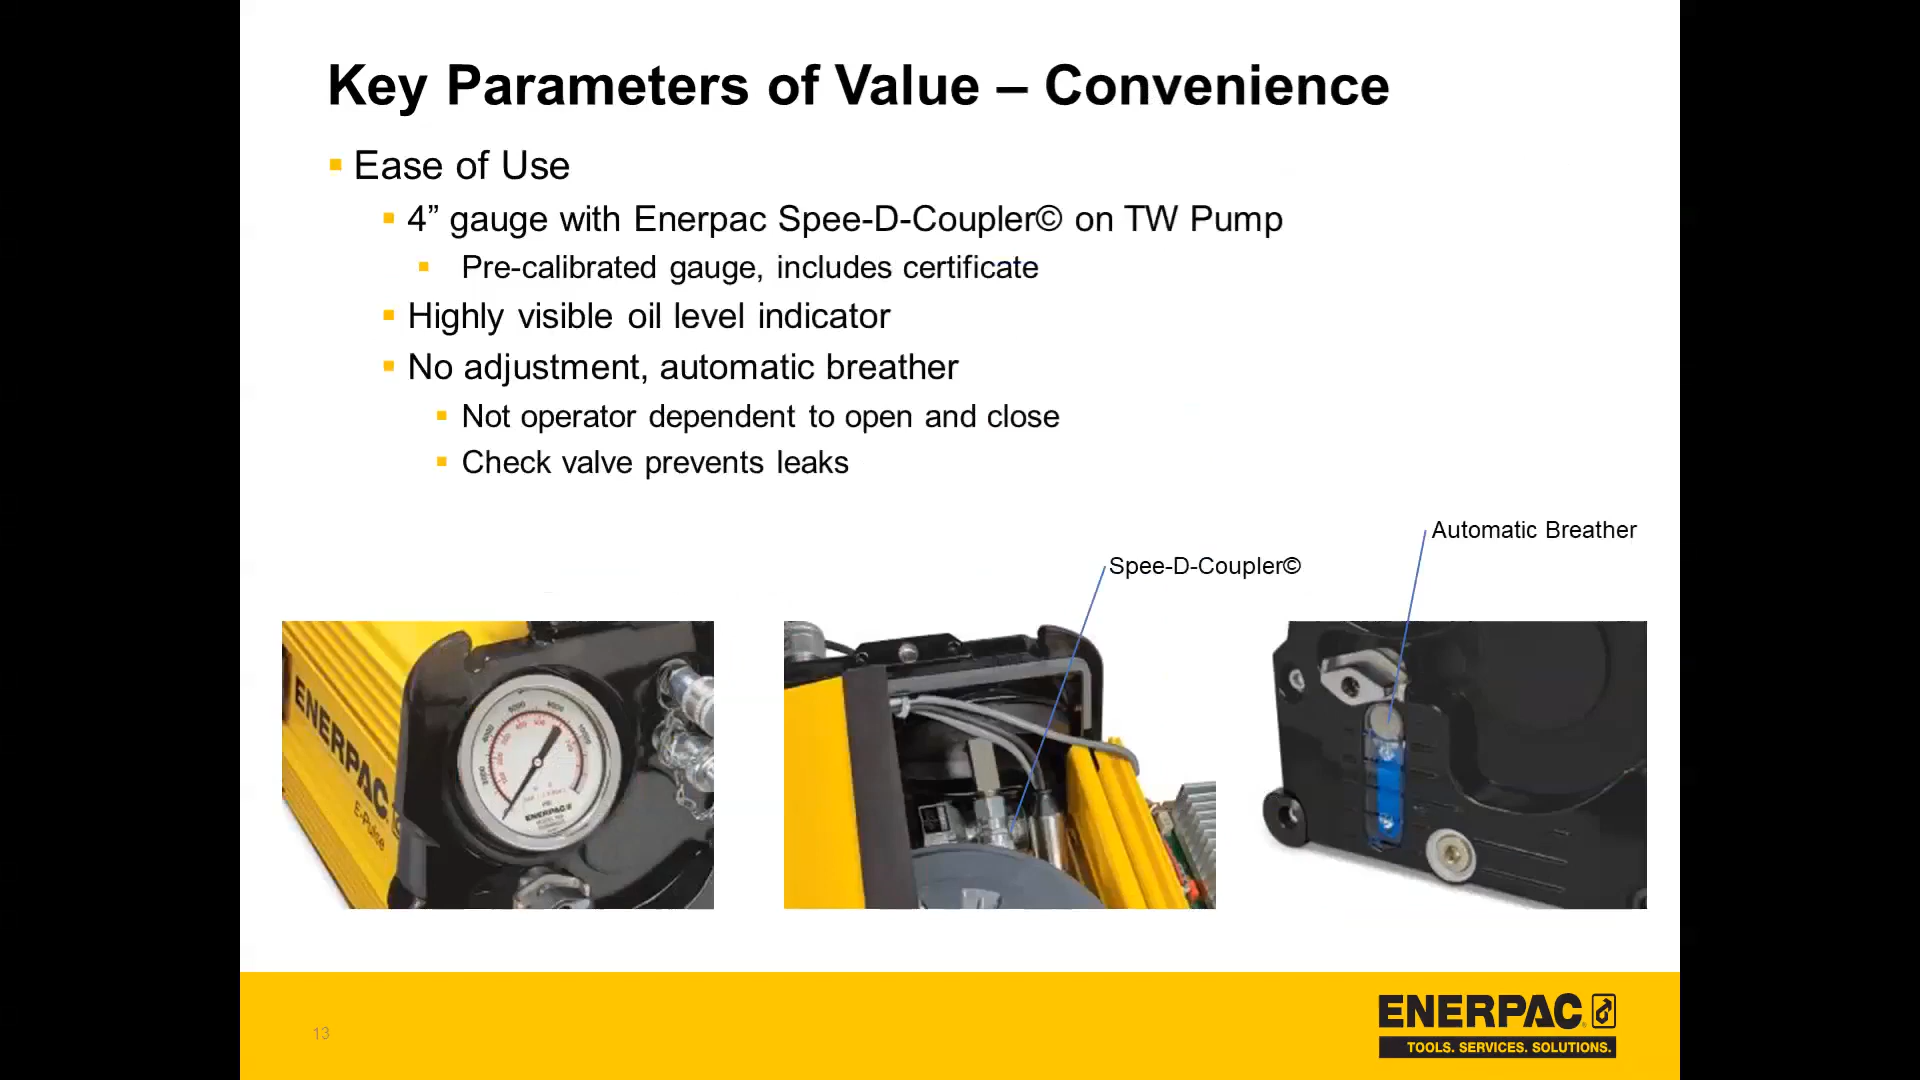 Key Parameters of Value – Convenience
Ease of Use
4” gauge with Enerpac Spee-D-Coupler© on TW Pump
Pre-calibrated gauge, includes certificate
Highly visible oil level indicator
No adjustment, automatic breather
Not operator dependent to open and close
Check valve prevents leaks
Automatic Breather
Spee-D-Coupler©
ENERPAC
E-Pulse
ENERPAC
13
ENERPAC
TOOLS. SERVICES. SOLUTIONS.